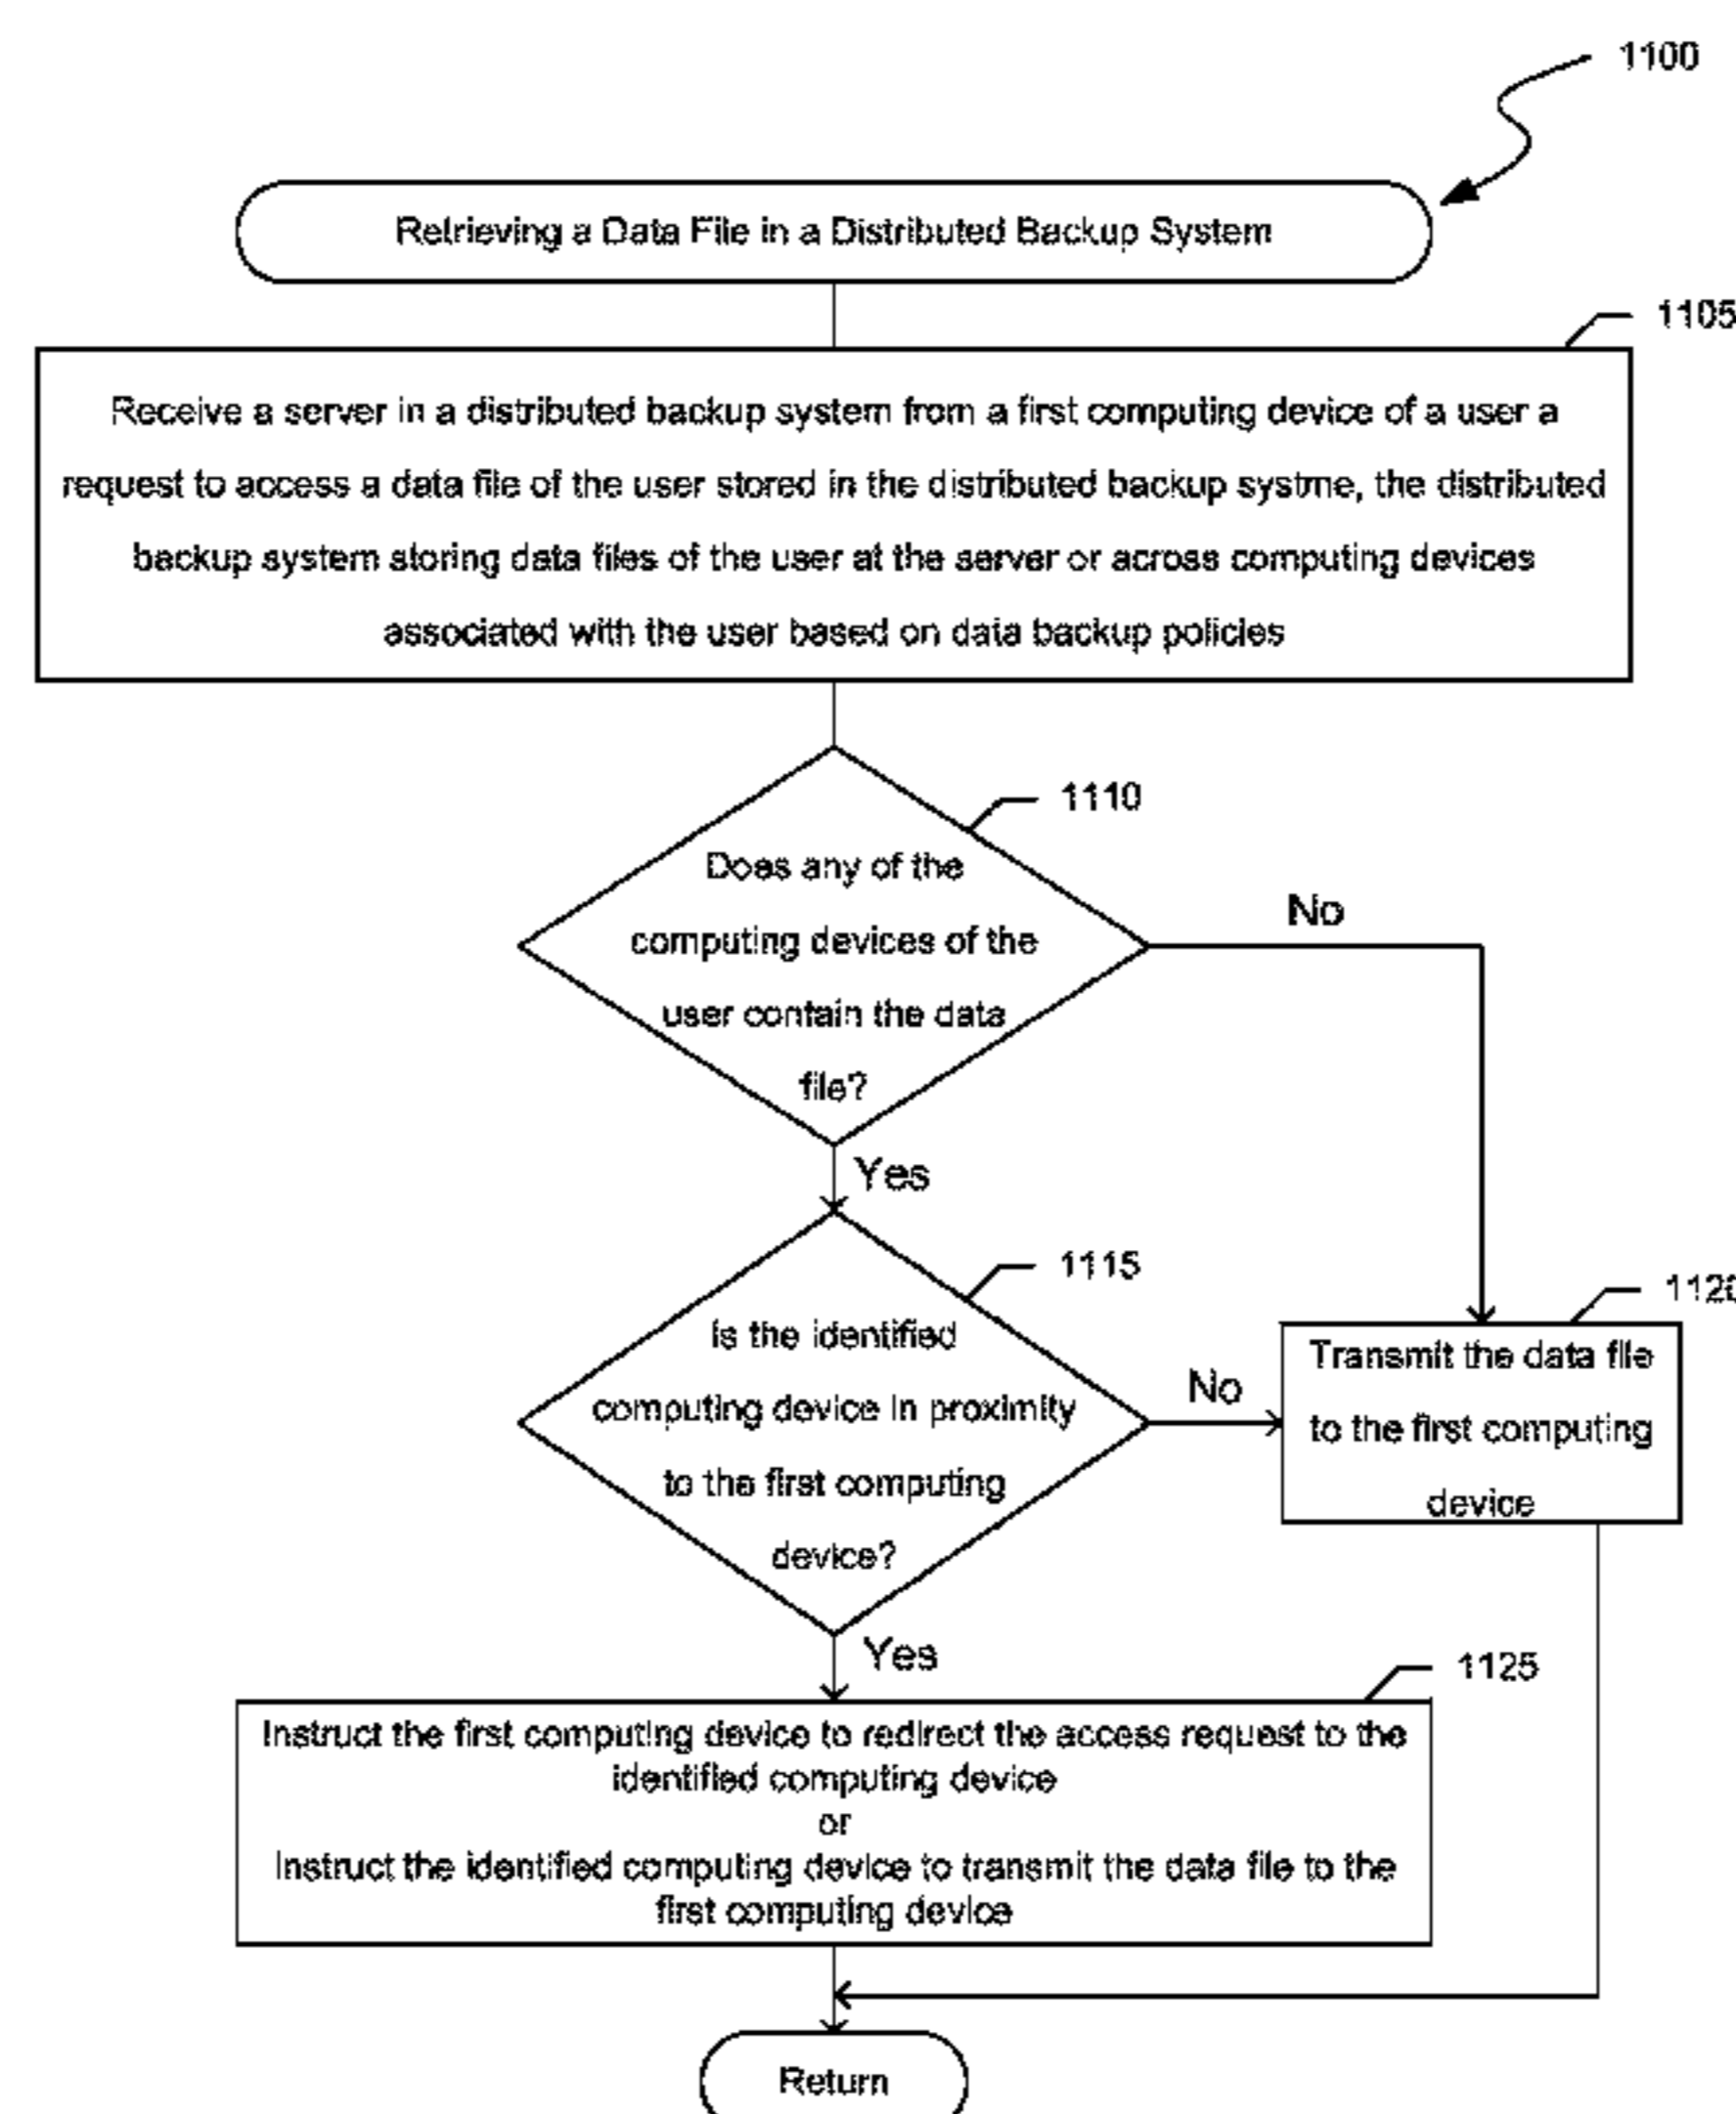 1100
Retrieving a Data File in a Distributed Backup System
1105
Receive a server in a distributed backup system from a first computing device of a user a
request to access a data file of the user stored in the distributed backup systme, the distributed
backup system storing data files of the user at the server or across computing devices
associated with the user based on data backup policies
1110
Does any of the
computing devices of the
user contain the data
file?
No
Yes
1115
Is the identified
computing device in proximity
to the first computing
device?
No
1120
Transmit the data file
to the first computing
device
Yes
1125
Instruct the first computing device to redirect the access request to the
identified computing device
or
Instruct the identified computing device to transmit the data file to the
first computing device
Return